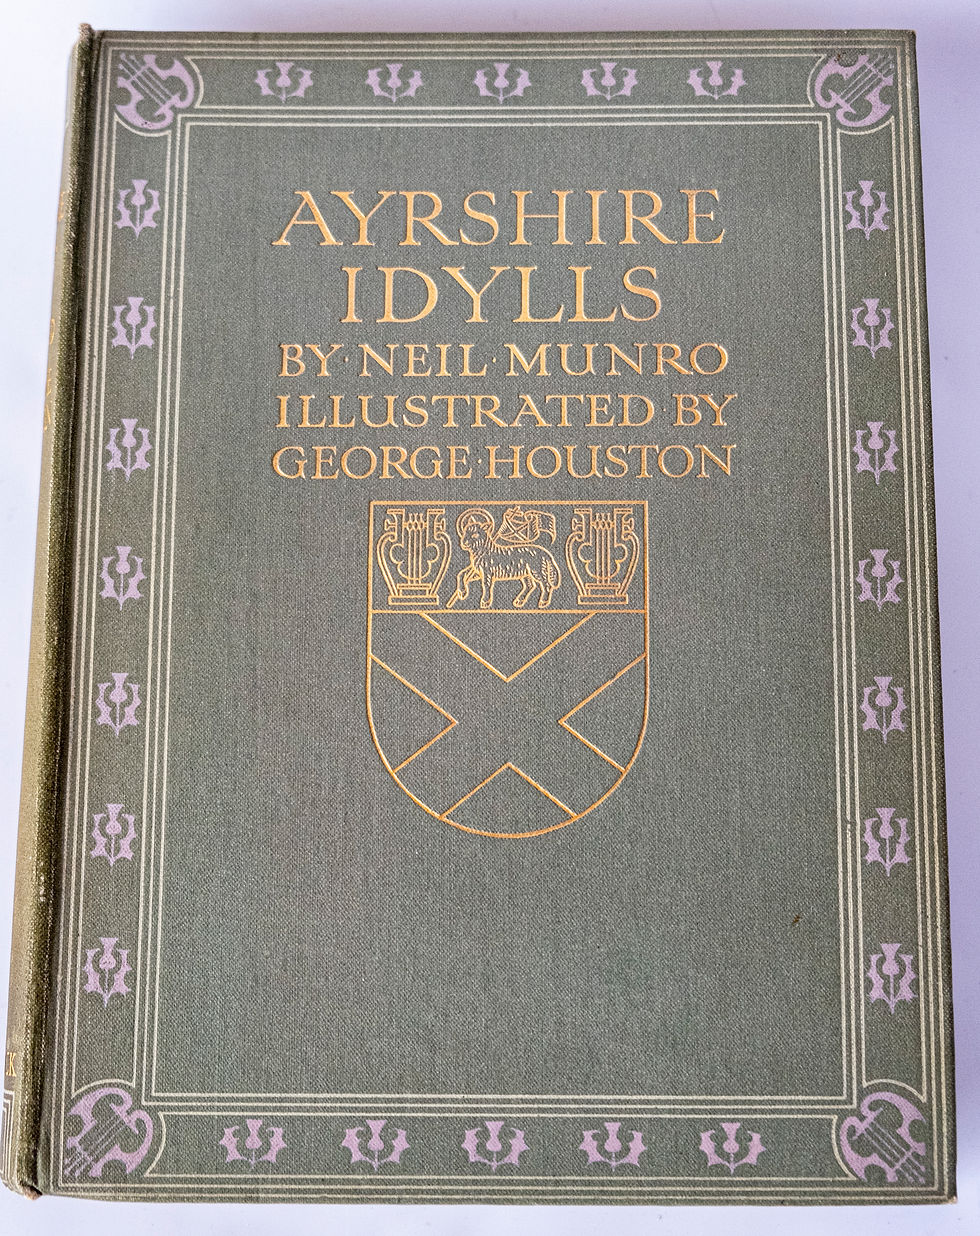 AYRSHIRE
IDYLLS
BY·NEIL·MUNRO
ILLUSTRATED·BY
GEORGE·HOUSTON